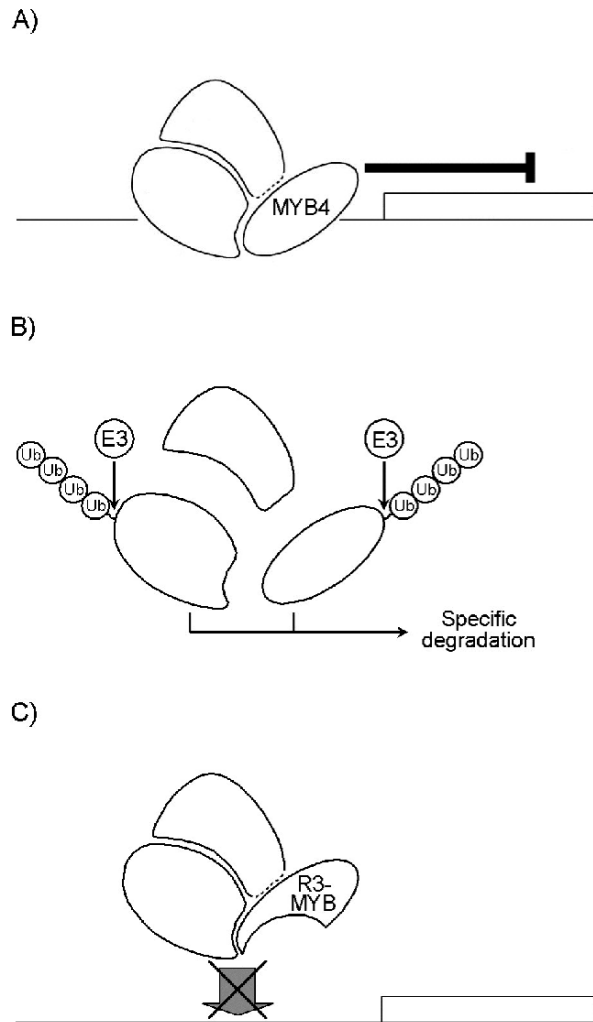 A)
MYB4
B)
E3
E3
Ub
Ub
Ub
Ub
Ub
Ub
Ub
Ub
Specific
degradation
C)
R3-
MYB